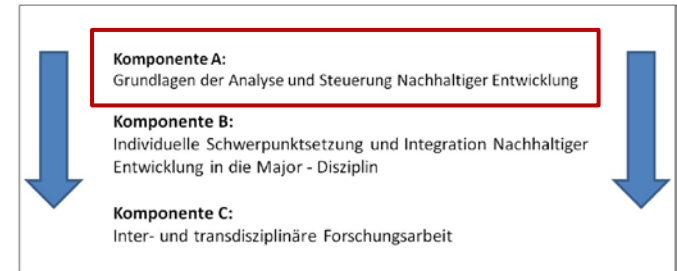 Komponente A:
Grundlagen der Analyse und Steuerung Nachhaltiger Entwicklung
Komponente B:
Individuelle Schwerpunktsetzung und Integration Nachhaltiger
Entwicklung in die Major - Disziplin
Komponente C:
Inter- und transdisziplinäre Forschungsarbeit